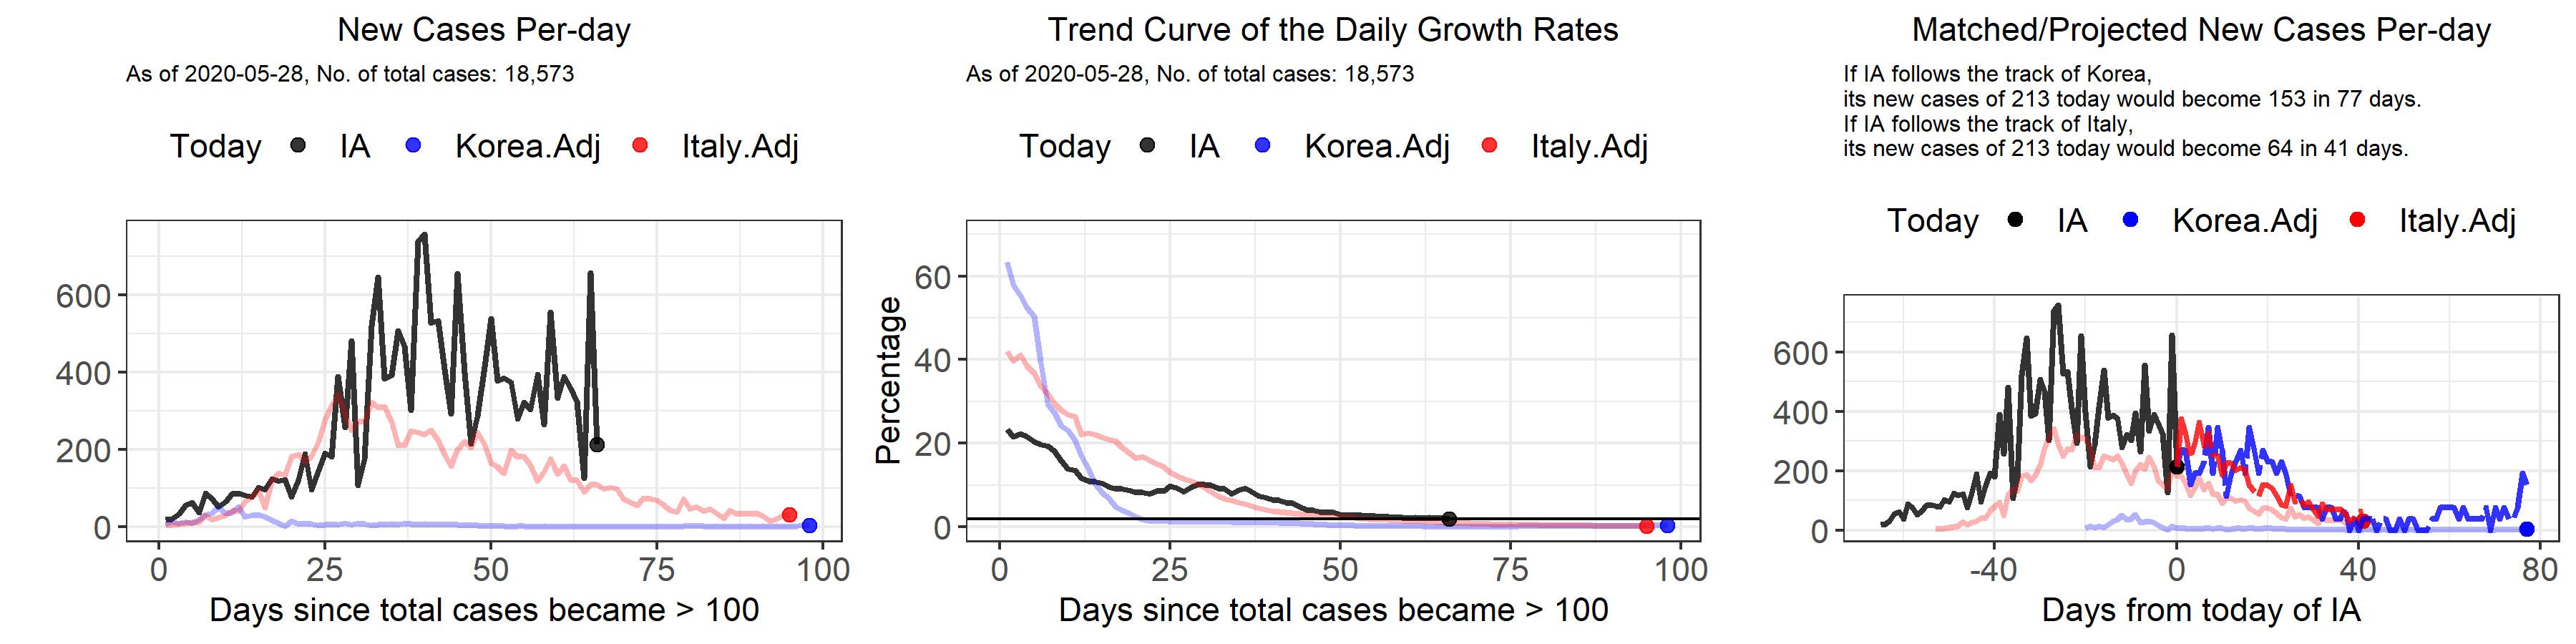 New Cases Per-day
As of 2020-05-28, No. of total cases: 18,573
Today IA Korea.Adj Italy.Adj
600
400
200
0
0 25 50 75 100
Days since total cases became > 100
Trend Curve of the Daily Growth Rates
As of 2020-05-28, No. of total cases: 18,573
Today IA Korea.Adj Italy.Adj
Percentage
60
40
20
0
0 25 50 75 100
Days since total cases became > 100
Matched/Projected New Cases Per-day
If IA follows the track of Korea,
its new cases of 213 today would become 153 in 77 days.
If IA follows the track of Italy,
its new cases of 213 today would become 64 in 41 days.
Today IA Korea.Adj Italy.Adj
600
400
200
0
-40 0 40 80
Days from today of IA